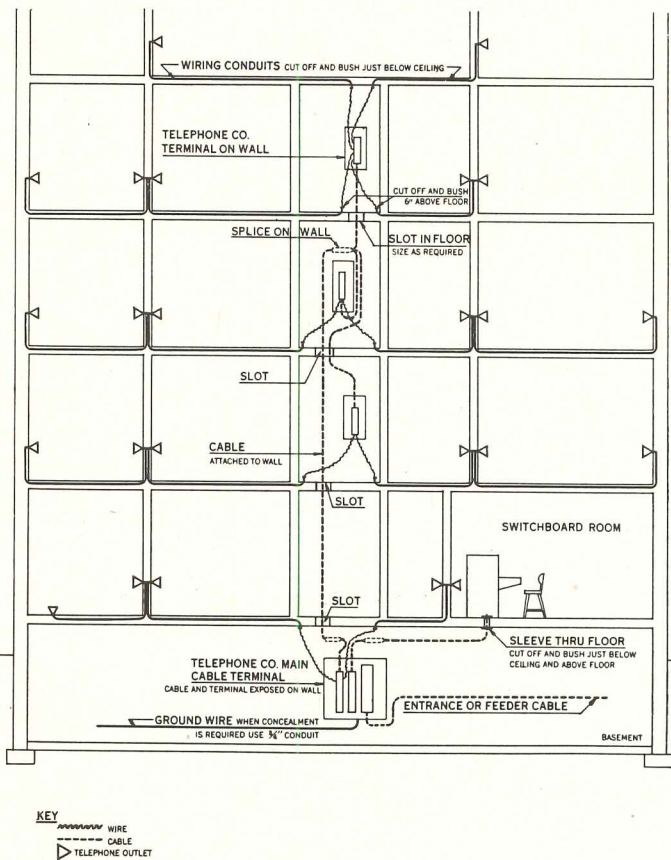 WIRING CONDUITS CUT OFF AND BUSH JUST BELOW CEILING
TELEPHONE CO.
TERMINAL ON WALL
CUT OFF AND BUSH
6" ABOVE FLOOR
SPLICE ON WALL
SLOT IN FLOOR
SIZE AS REQUIRED
SLOT
CABLE
ATTACHED TO WALL
SLOT
SWITCHBOARD ROOM
SLOT
SLEEVE THRU FLOOR
CUT OFF AND BUSH JUST BELOW
CEILING AND ABOVE FLOOR
TELEPHONE CO. MAIN
CABLE TERMINAL
CABLE AND TERMINAL EXPOSED ON WALL
ENTRANCE OR FEEDER CABLE
GROUND WIRE WHEN CONCEALMENT
IS REQUIRED USE ¾" CONDUIT
BASEMENT
KEY
WIRE
CABLE
TELEPHONE OUTLET